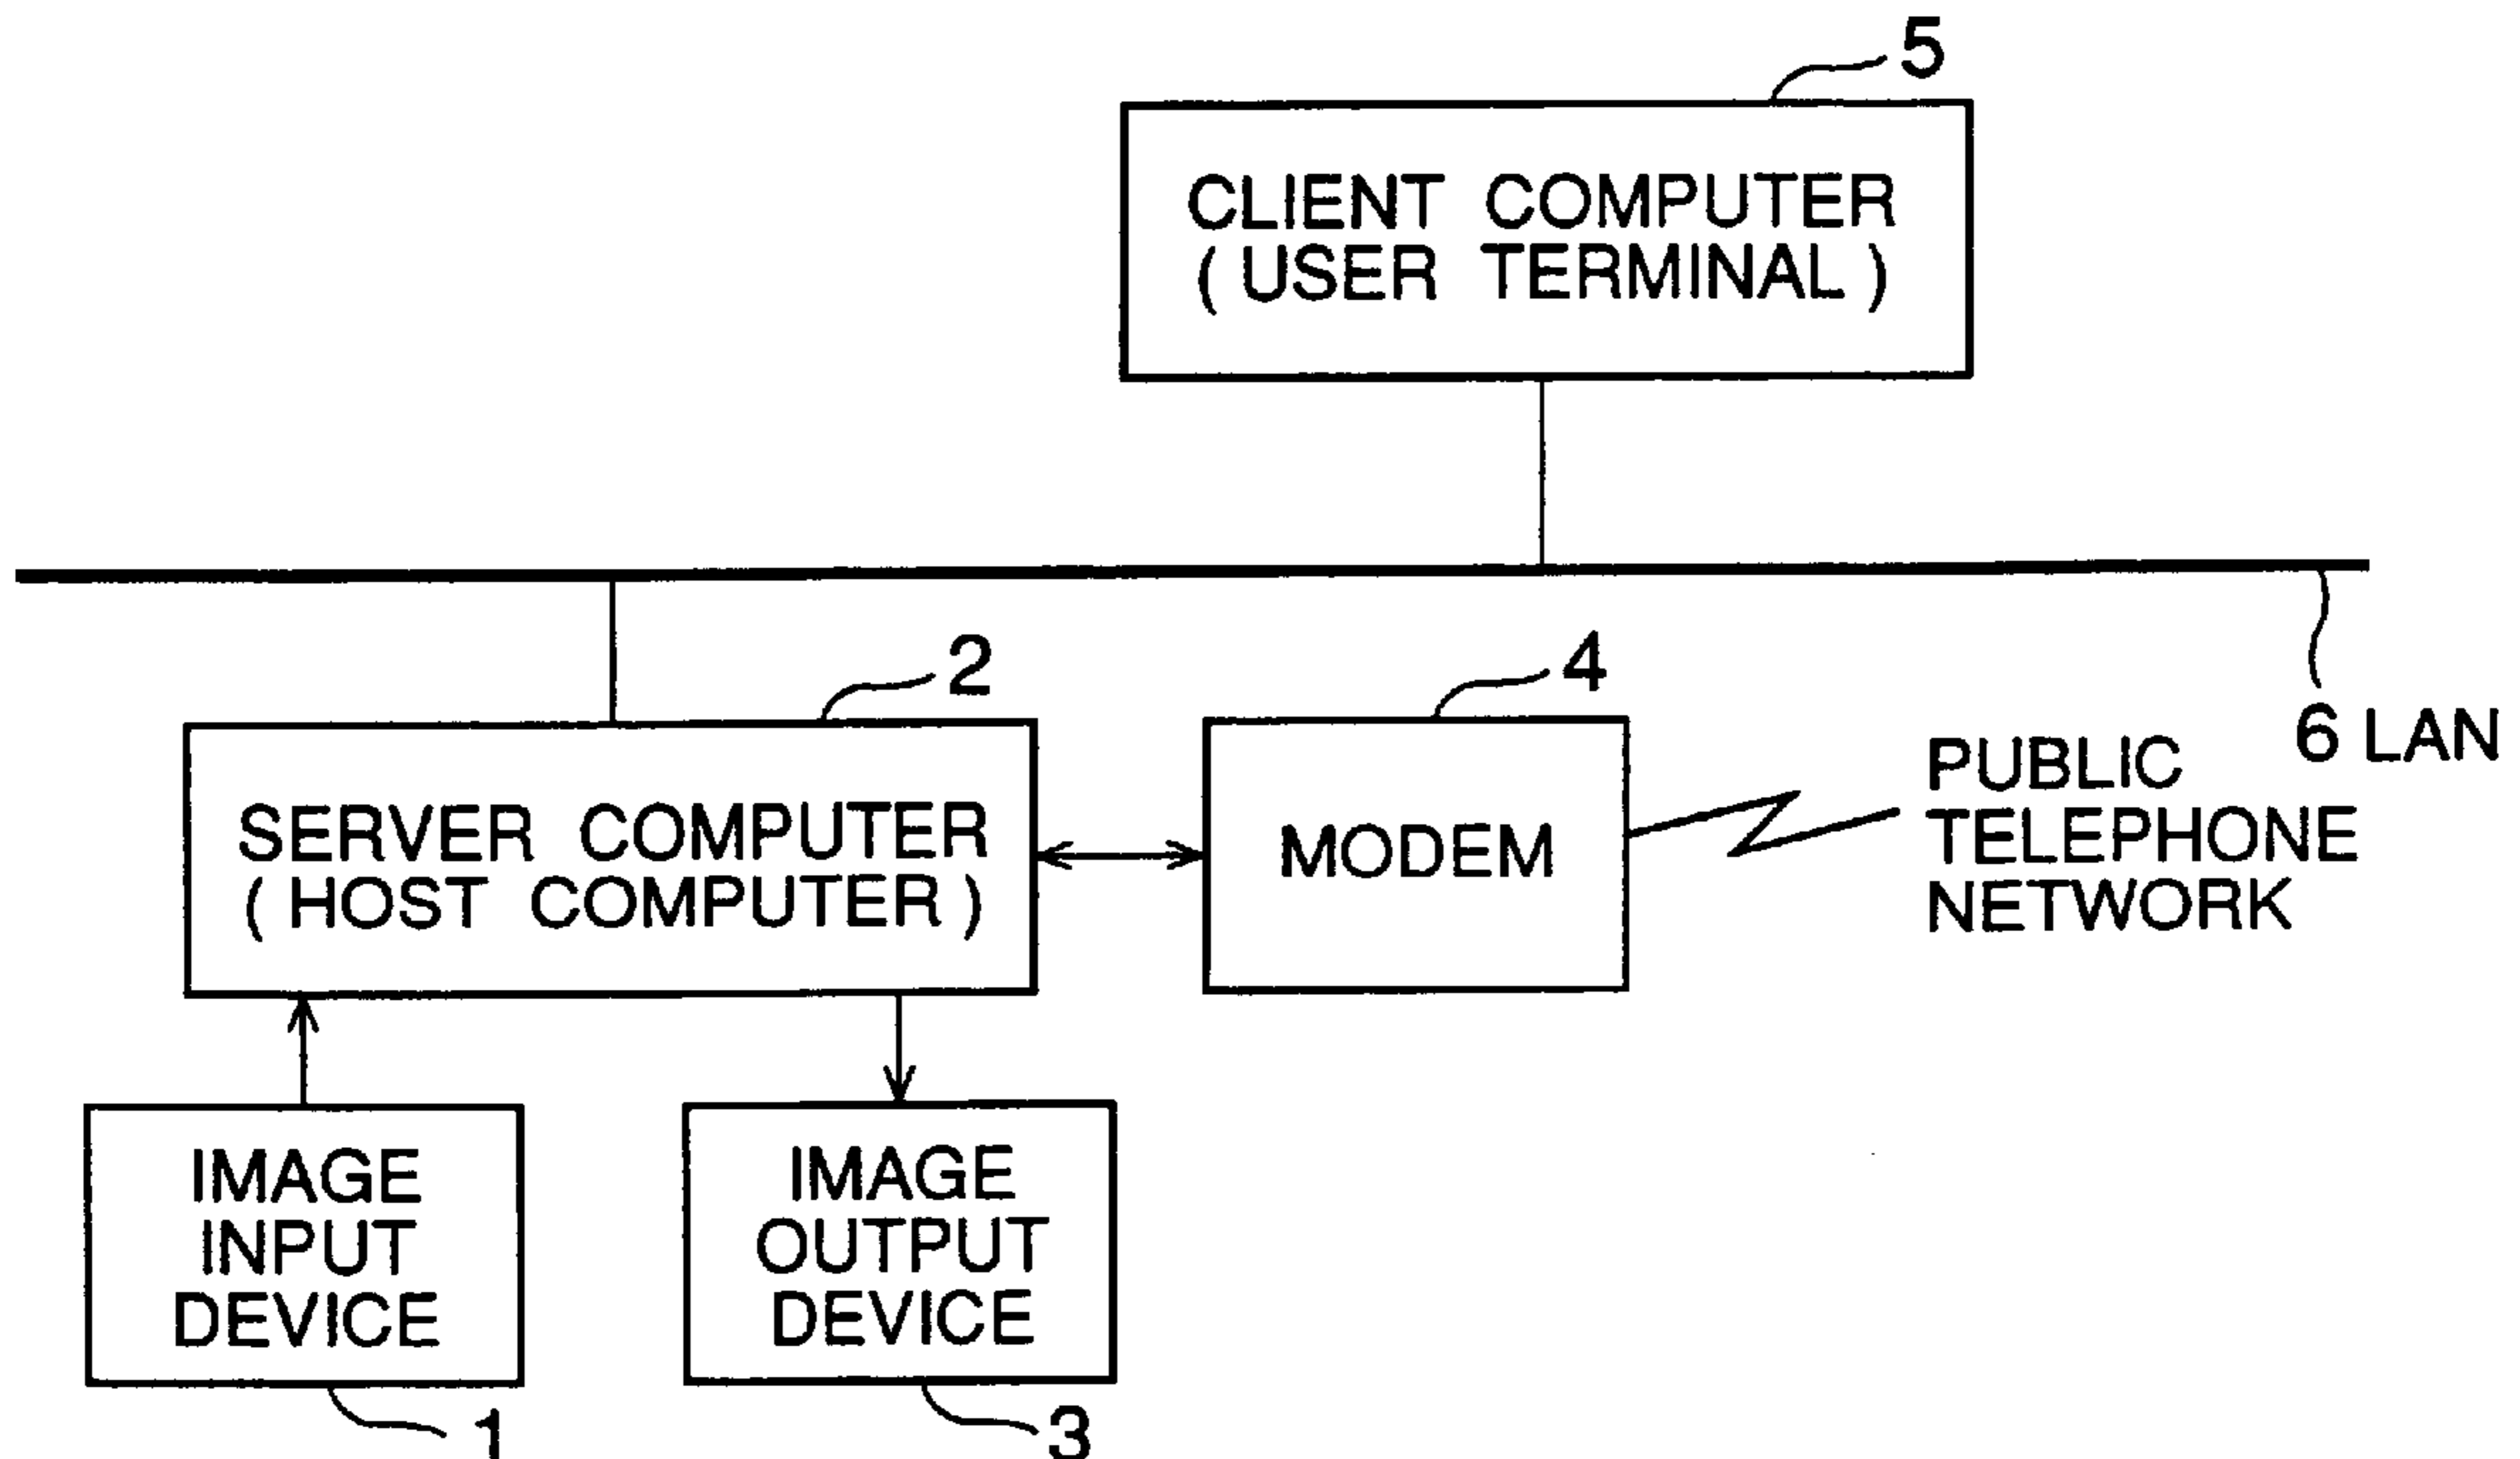 5
CLIENT COMPUTER
( USER TERMINAL )
2
4
6 LAN
SERVER COMPUTER
( HOST COMPUTER )
MODEM
PUBLIC
TELEPHONE
NETWORK
IMAGE
INPUT
DEVICE
IMAGE
OUTPUT
DEVICE
1
3